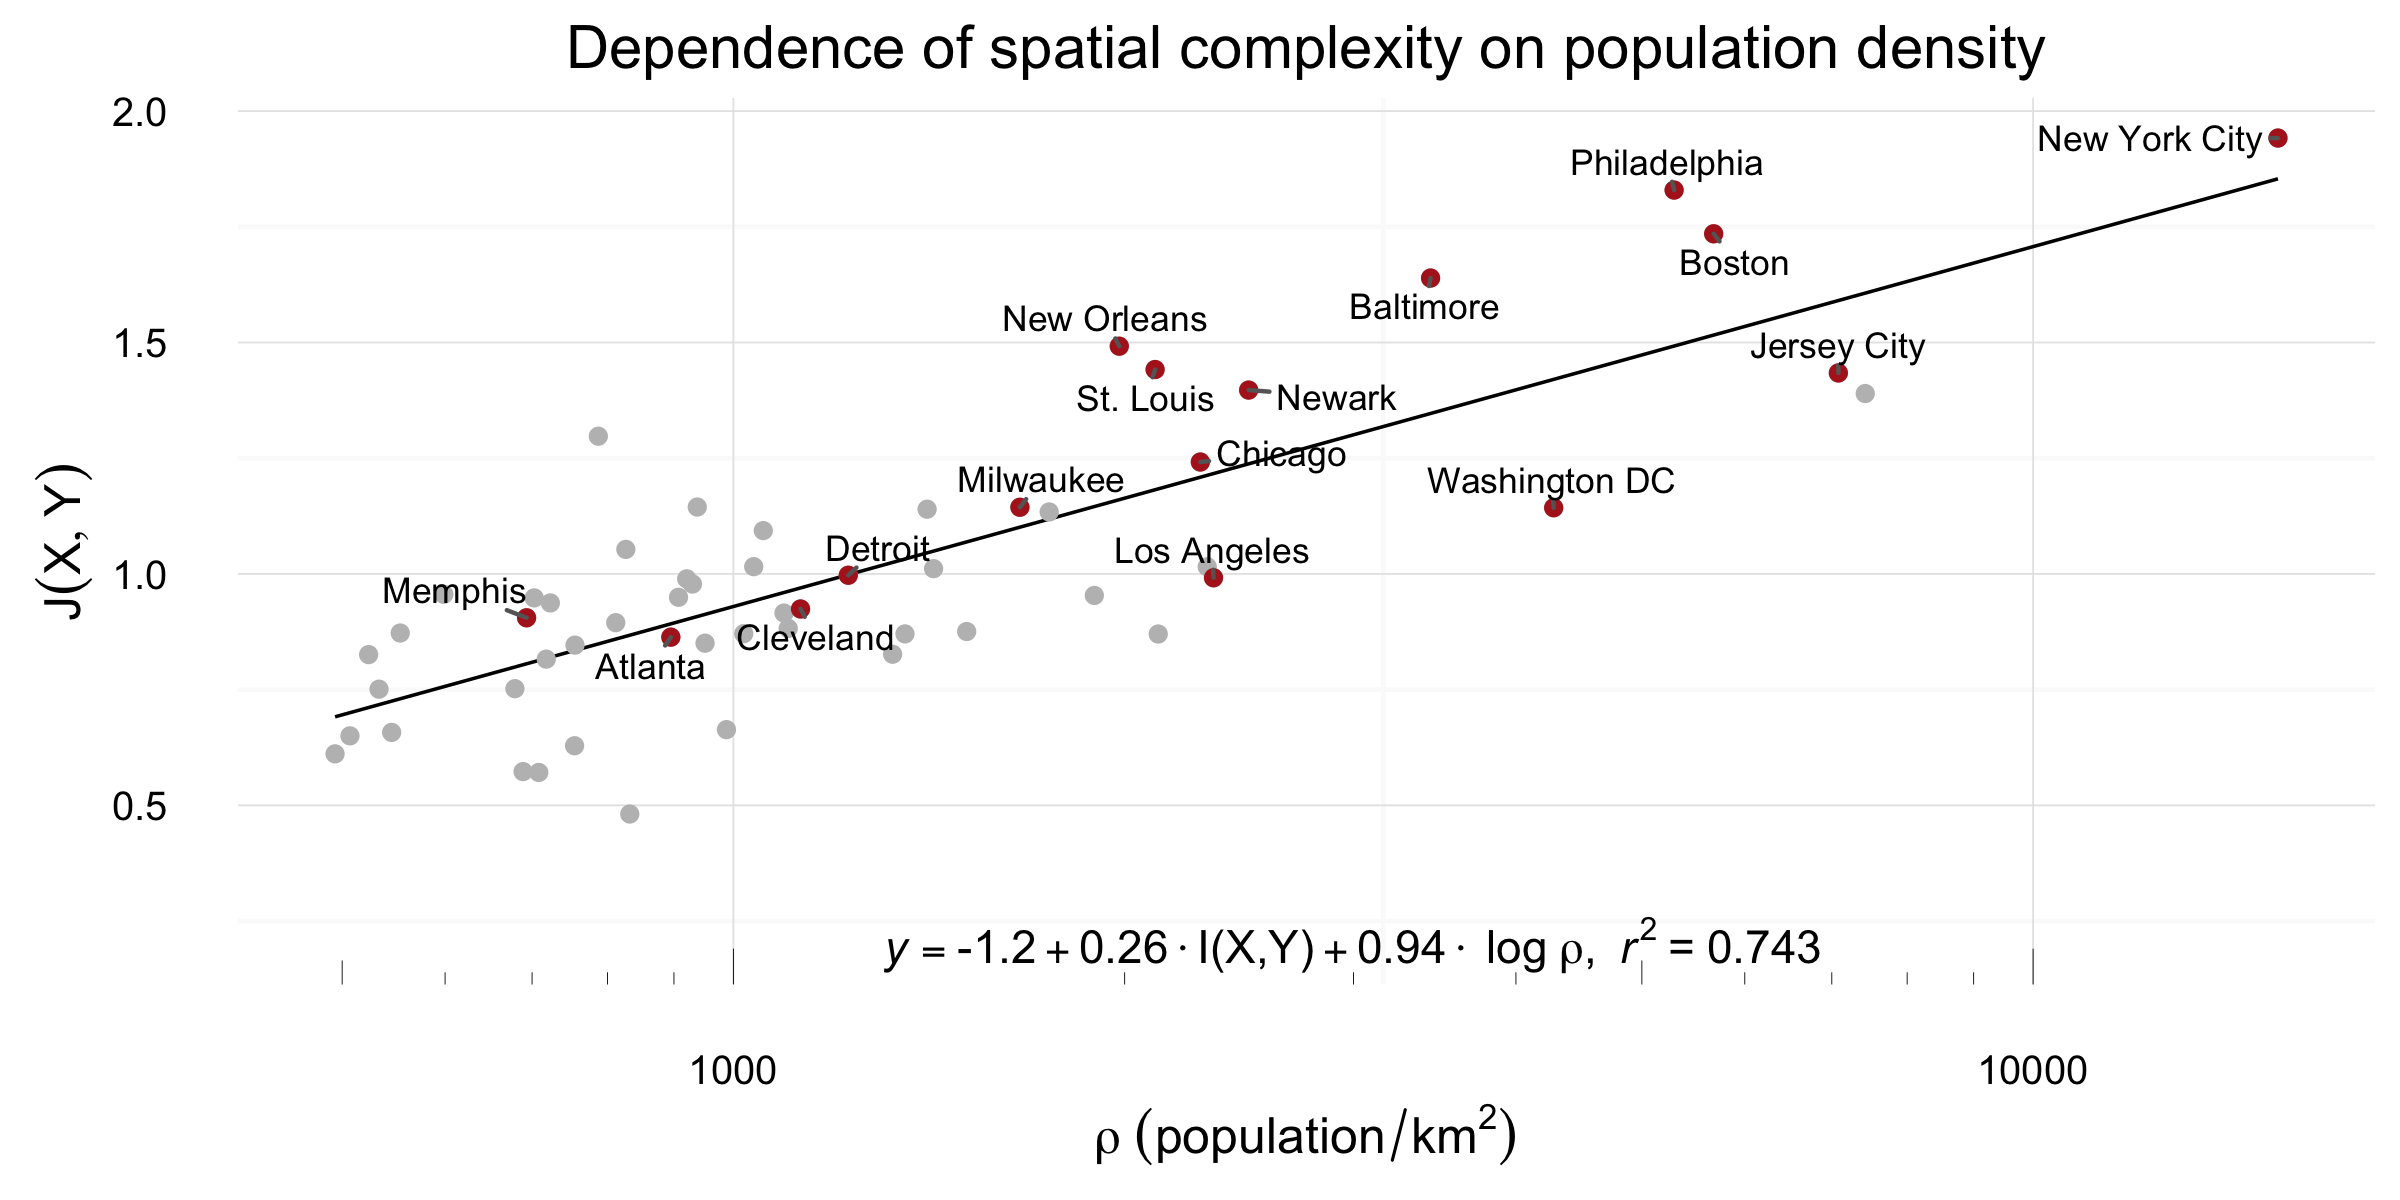 Dependence of spatial complexity on population density
2.0
1.5
1.0
0.5
J(X, Y)
New York City
Philadelphia
Boston
Baltimore
New Orleans
Jersey City
St. Louis
Newark
Chicago
Milwaukee
Washington DC
Detroit
Los Angeles
Memphis
Cleveland
Atlanta
y = -1.2 + 0.26 · I(X,Y) + 0.94 · log ρ, r² = 0.743
1000
10000
ρ (population/km²)